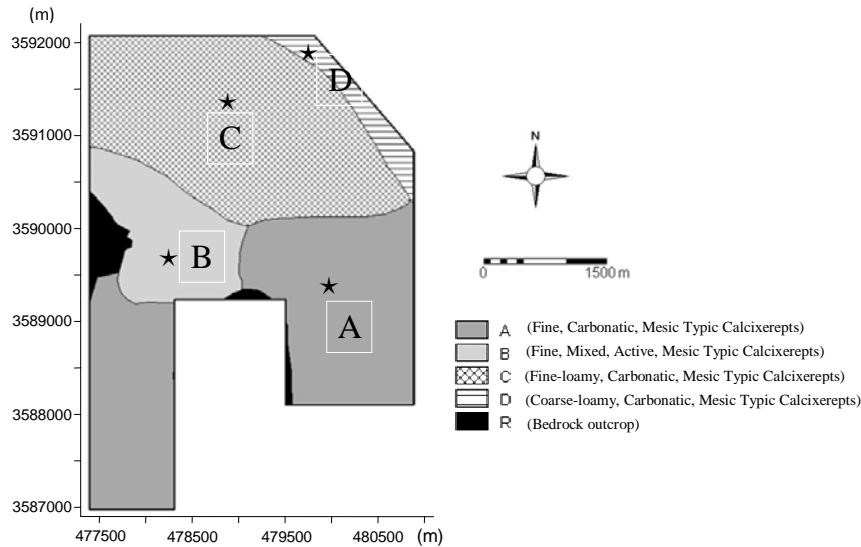 (m)
3592000
3591000
3590000
3589000
3588000
3587000
477500 478500 479500 480500 (m)
D
C
B
A
N
0 1500 m
A (Fine, Carbonatic, Mesic Typic Calcixerepts)
B (Fine, Mixed, Active, Mesic Typic Calcixerepts)
C (Fine-loamy, Carbonatic, Mesic Typic Calcixerepts)
D (Coarse-loamy, Carbonatic, Mesic Typic Calcixerepts)
R (Bedrock outcrop)